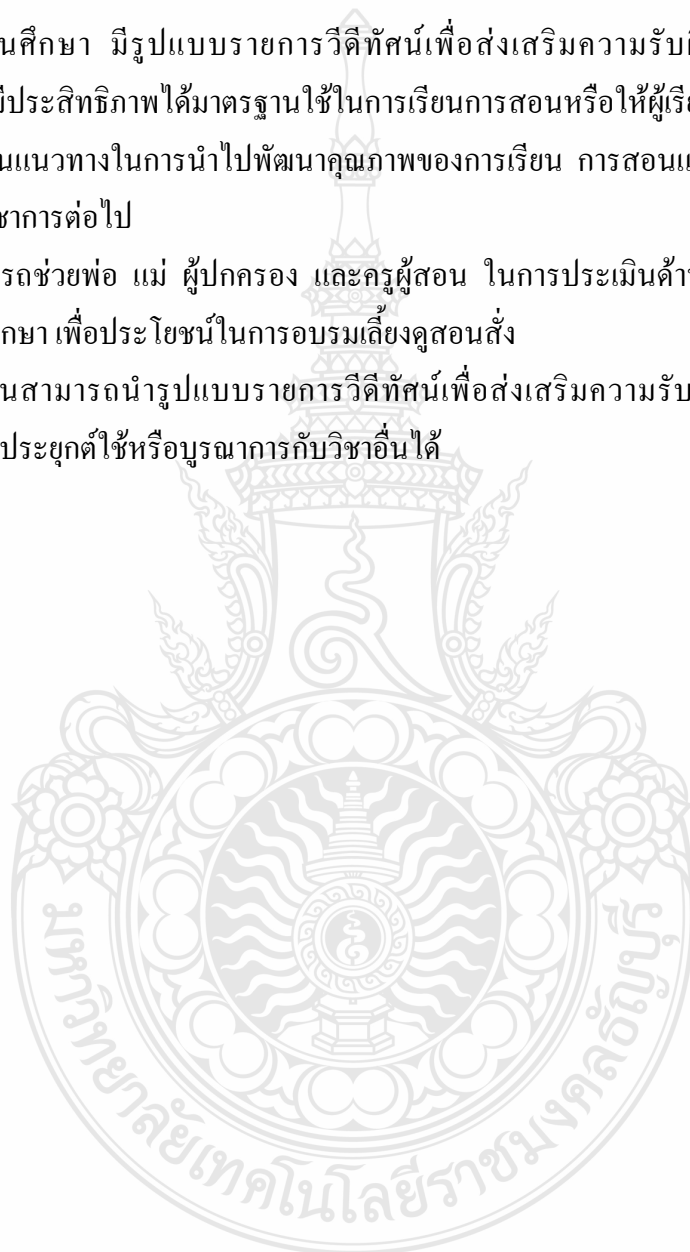 นศึกษา มีรูปแบบรายการวีดีทัศน์เพื่อส่งเสริมความรับ
มีประสิทธิภาพได้มาตรฐานใช้ในการเรียนการสอนหรือให้ผู้เรีย
นแนวทางในการนำไปพัฒนาคุณภาพของการเรียน การสอนแ
ชาการต่อไป
รถช่วยพ่อ แม่ ผู้ปกครอง และครูผู้สอน ในการประเมินด้า
กษา เพื่อประโยชน์ในการอบรมเลี้ยงดูสอนสั่ง
นสามารถนำรูปแบบรายการวีดีทัศน์เพื่อส่งเสริมความรับ
ประยุกต์ใช้หรือบูรณาการกับวิชาอื่นได้
มหาวิทยาลัยเทคโนโลยีราชมงคลธัญบุรี